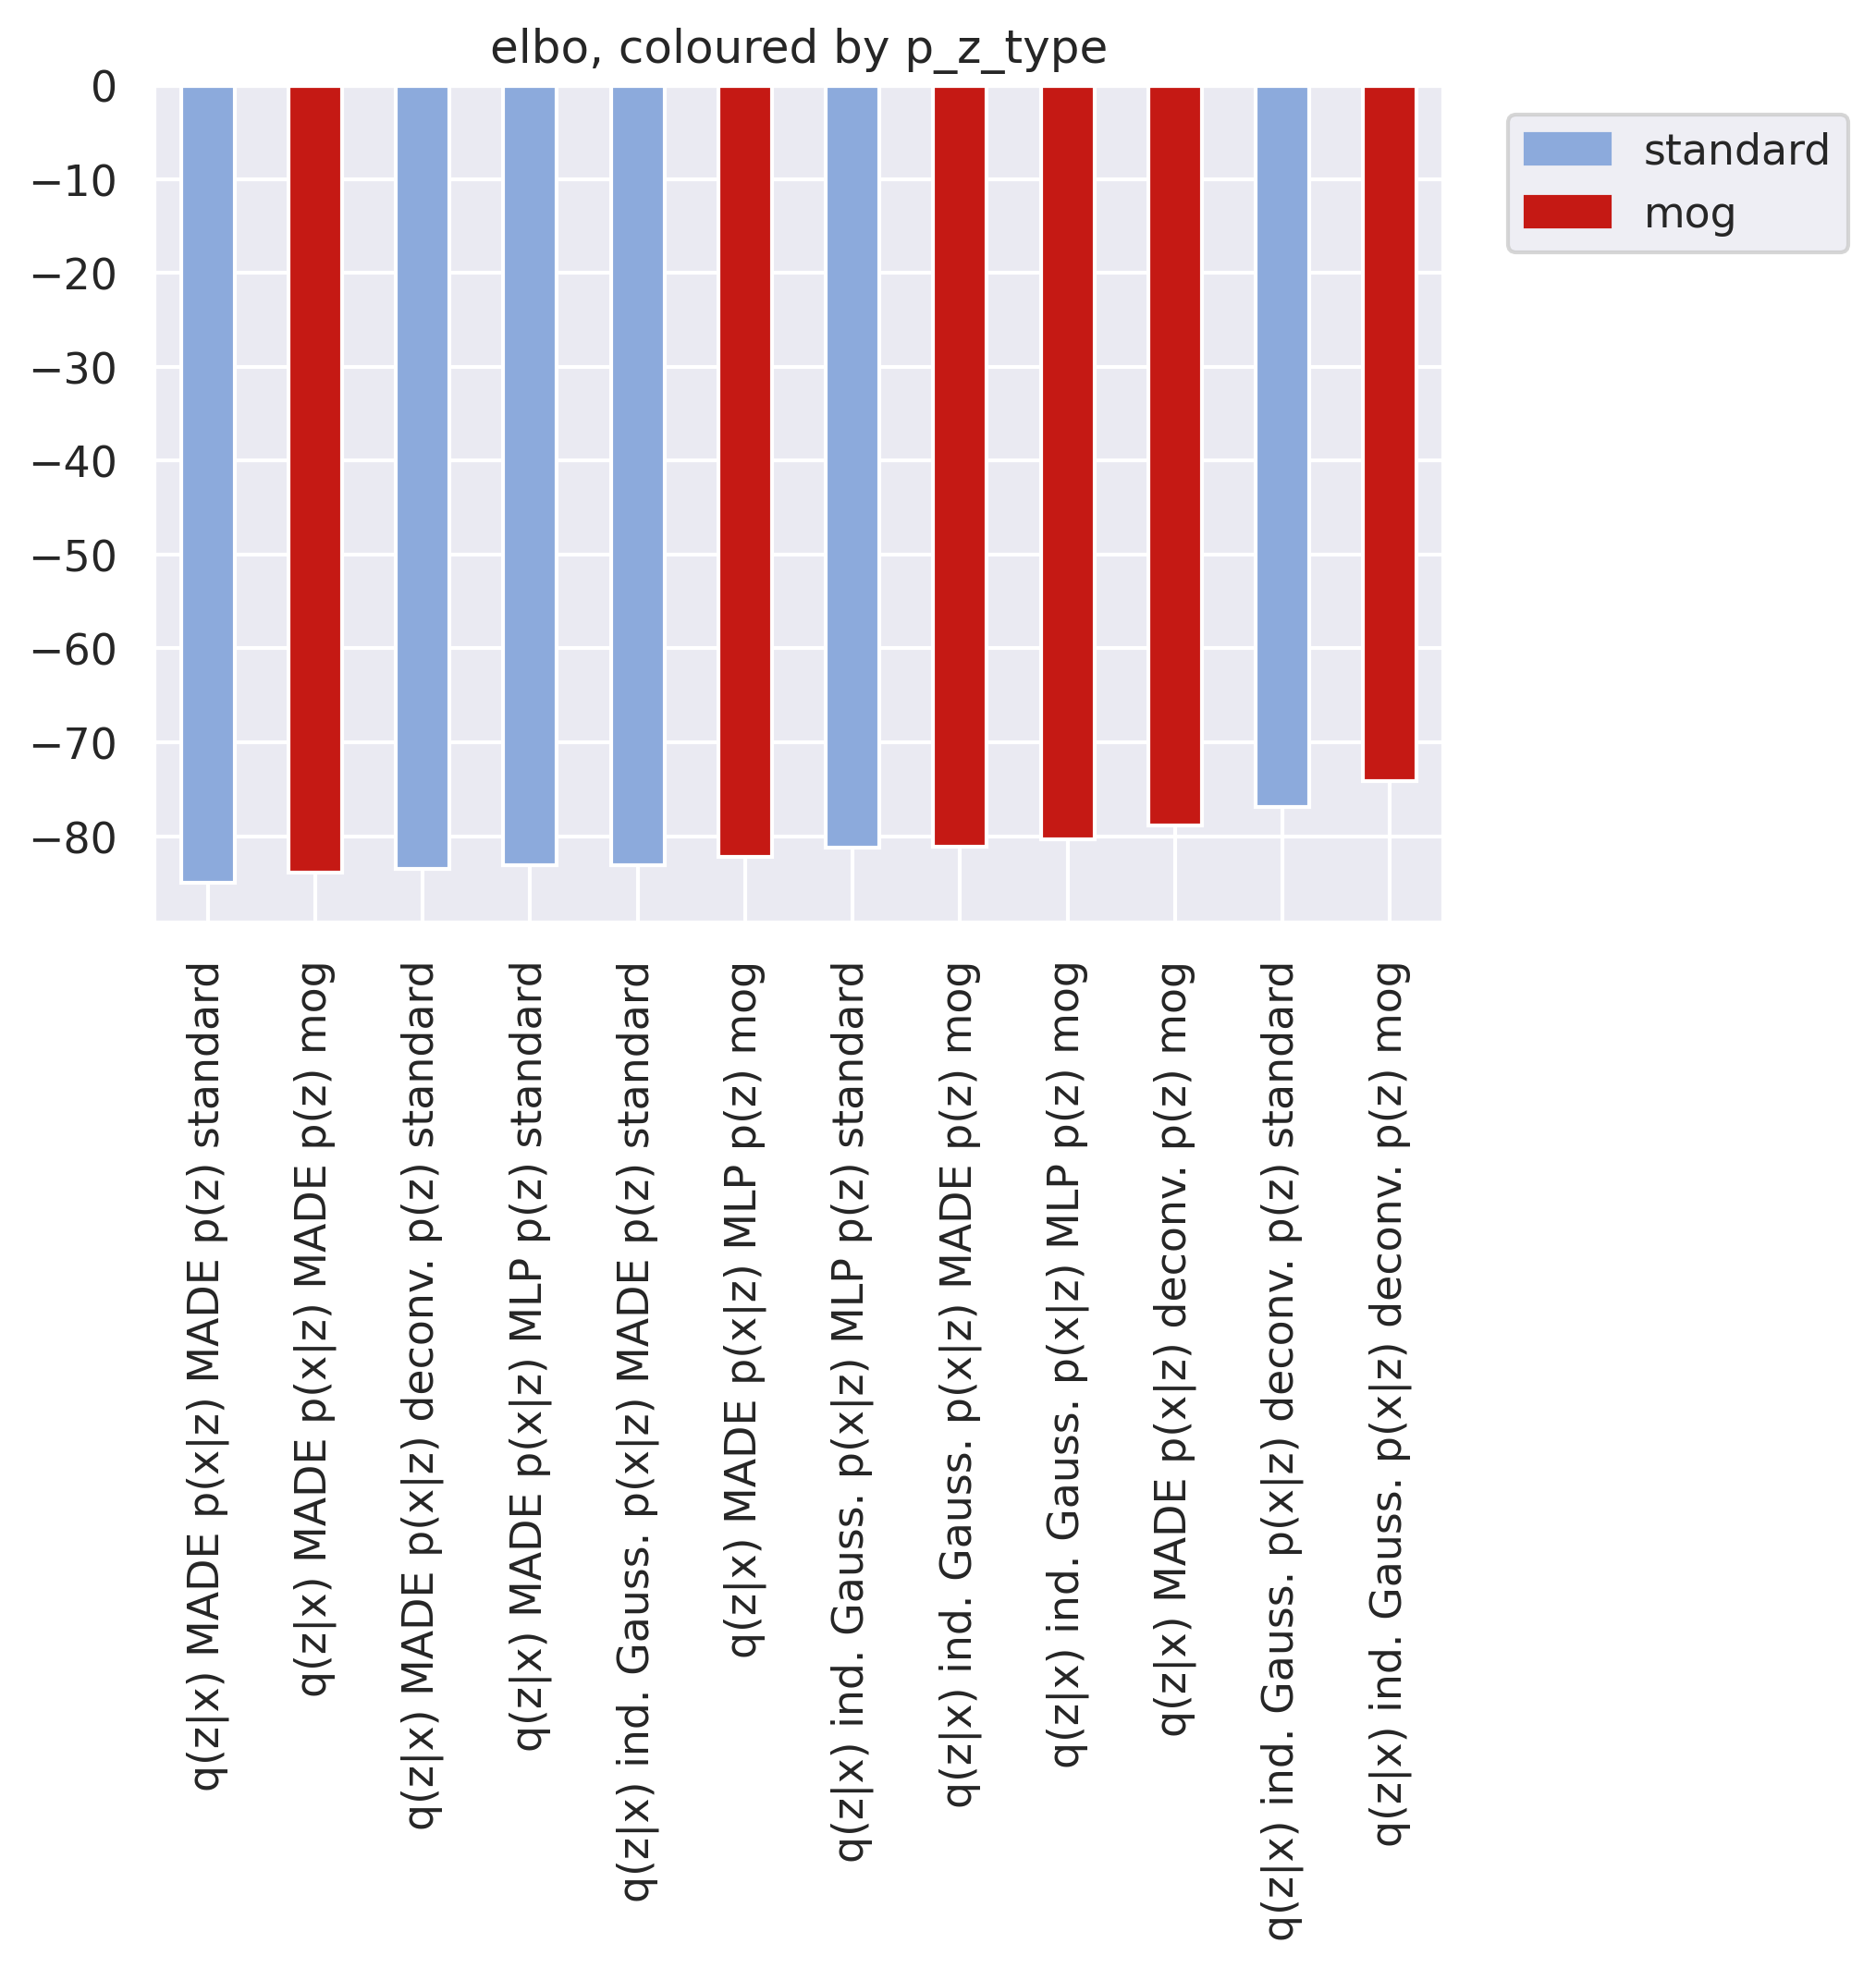 elbo, coloured by p_z_type
0
−10
−20
−30
−40
−50
−60
−70
−80
standard
mog
q(z|x) MADE p(x|z) MADE p(z) standard
q(z|x) MADE p(x|z) MADE p(z) mog
q(z|x) MADE p(x|z) deconv. p(z) standard
q(z|x) MADE p(x|z) MLP p(z) standard
q(z|x) ind. Gauss. p(x|z) MADE p(z) standard
q(z|x) MADE p(x|z) MLP p(z) mog
q(z|x) ind. Gauss. p(x|z) MLP p(z) standard
q(z|x) ind. Gauss. p(x|z) MADE p(z) mog
q(z|x) ind. Gauss. p(x|z) MLP p(z) mog
q(z|x) MADE p(x|z) deconv. p(z) mog
q(z|x) ind. Gauss. p(x|z) deconv. p(z) standard
q(z|x) ind. Gauss. p(x|z) deconv. p(z) mog